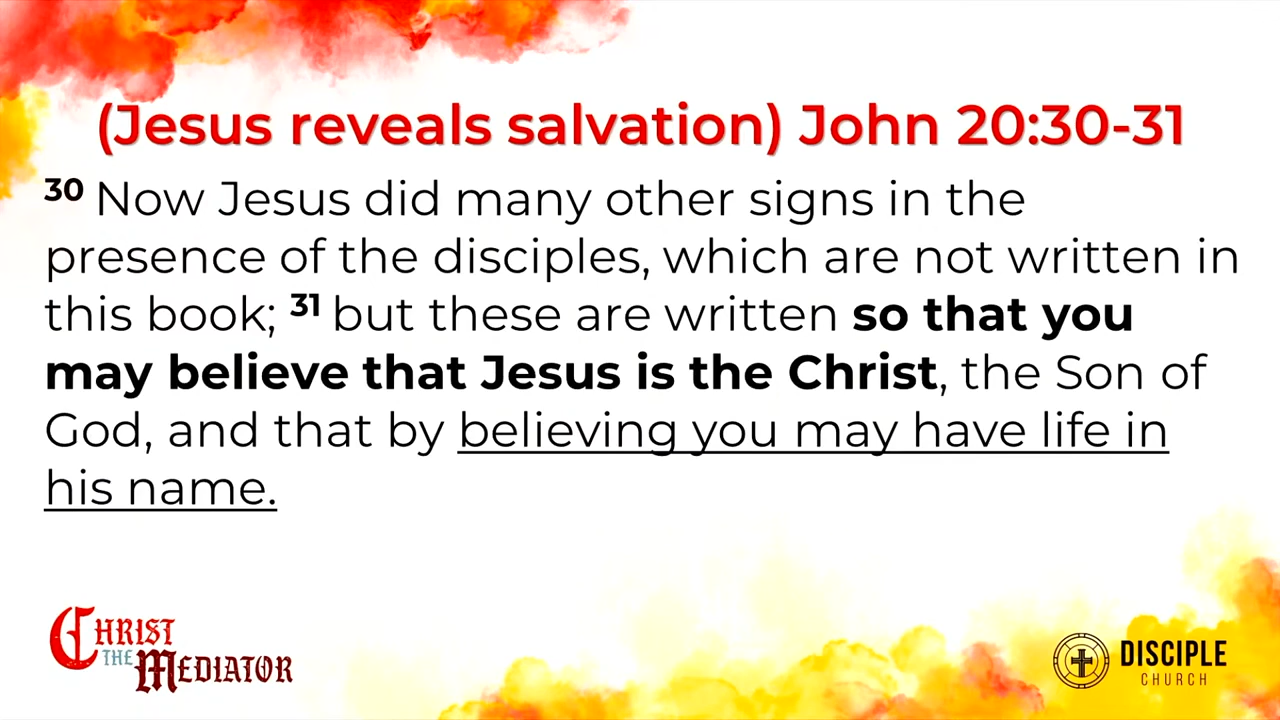 (Jesus reveals salvation) John 20:30-31
30 Now Jesus did many other signs in the
presence of the disciples, which are not written in
this book; 31 but these are written so that you
may believe that Jesus is the Christ, the Son of
God, and that by believing you may have life in
his name.
CHRIST
THE MEDIATOR
DISCIPLE
CHURCH